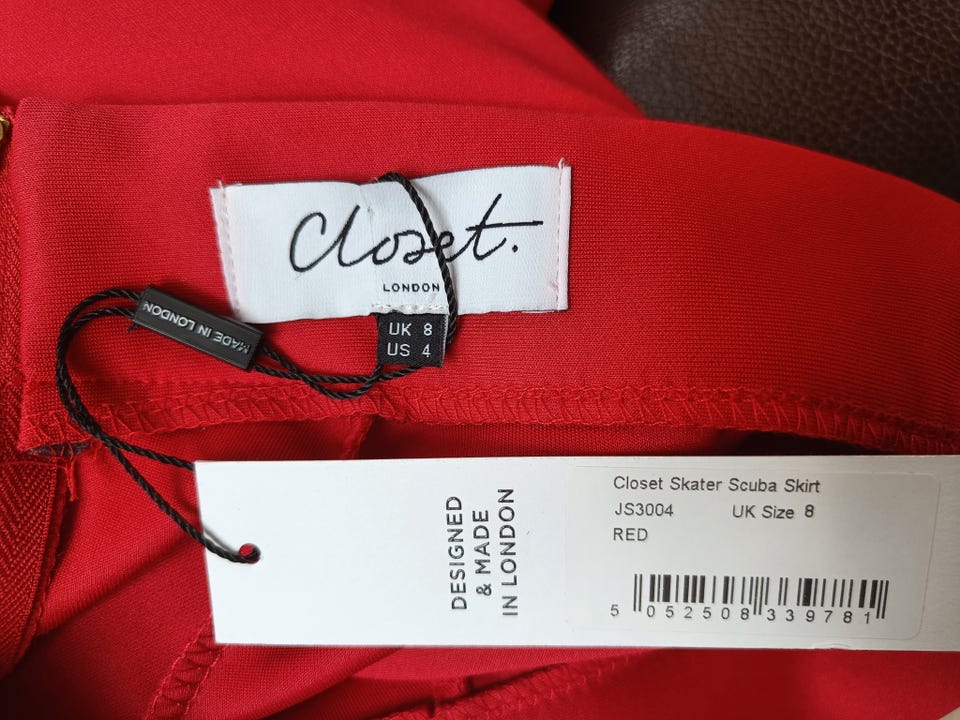 Closet.
LONDON
UK 8
US 4
MADE IN LONDON
DESIGNED
& MADE
IN LONDON
Closet Skater Scuba Skirt
JS3004 UK Size 8
RED
5 052508 339781